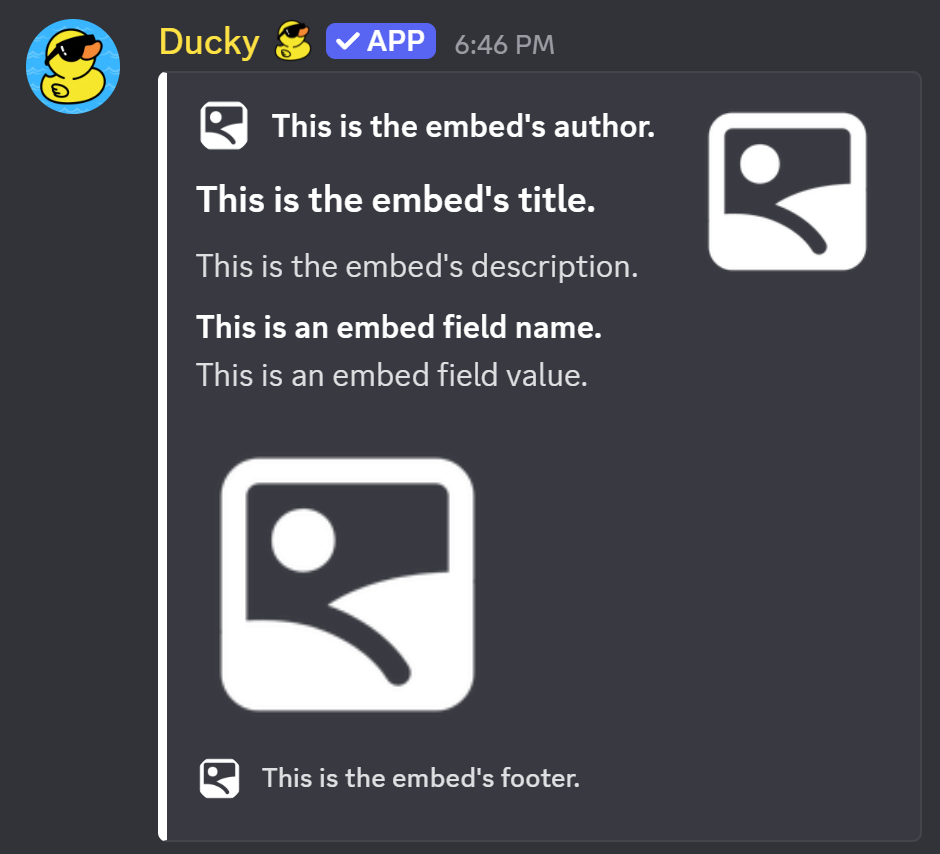 Ducky APP 6:46 PM
This is the embed's author.
This is the embed's title.
This is the embed's description.
This is an embed field name.
This is an embed field value.
This is the embed's footer.